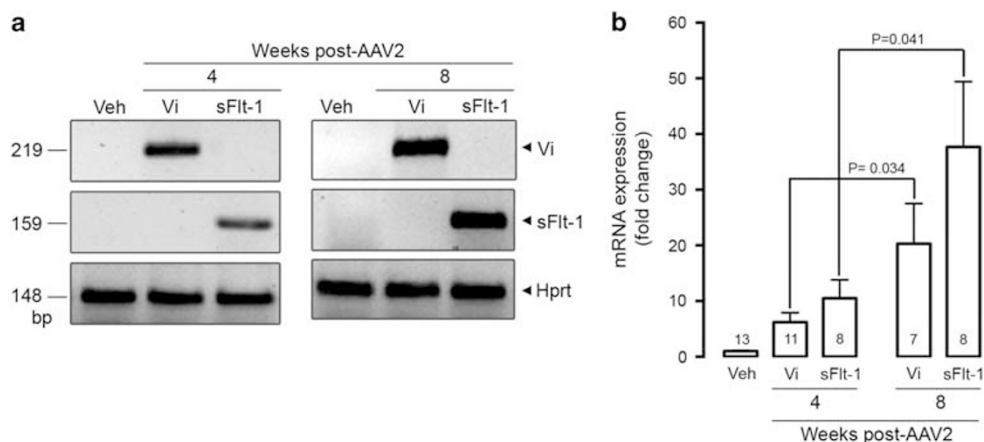 a
Weeks post-AAV2
4
8
Veh Vi sFlt-1
Veh Vi sFlt-1
219
Vi
159
sFlt-1
148
Hprt
bp
b
mRNA expression
(fold change)
60
50
40
30
20
10
0
P=0.041
P= 0.034
13
11
8
7
8
Veh
Vi
sFlt-1
Vi
sFlt-1
4
8
Weeks post-AAV2